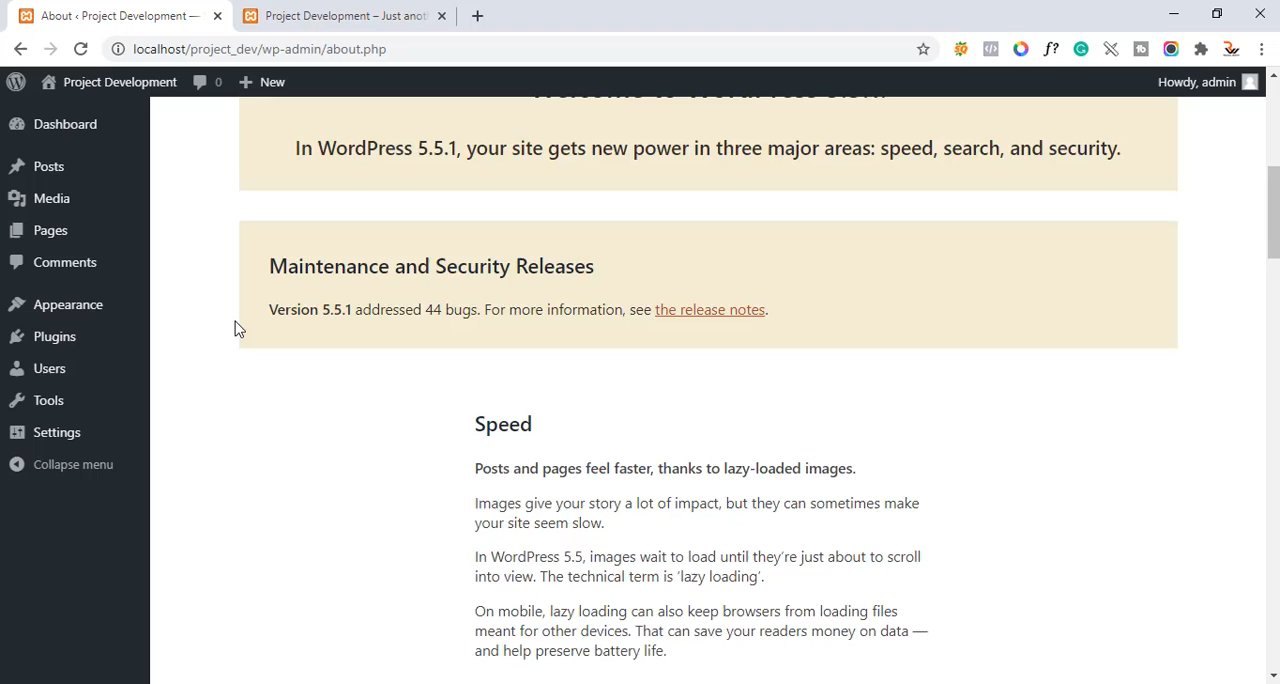 About ‹ Project Development —
Project Development – Just anot
localhost/project_dev/wp-admin/about.php
Project Development
0
New
Howdy, admin
Dashboard
Posts
Media
Pages
Comments
Appearance
Plugins
Users
Tools
Settings
Collapse menu
In WordPress 5.5.1, your site gets new power in three major areas: speed, search, and security.
Maintenance and Security Releases
Version 5.5.1 addressed 44 bugs. For more information, see the release notes.
Speed
Posts and pages feel faster, thanks to lazy-loaded images.
Images give your story a lot of impact, but they can sometimes make
your site seem slow.
In WordPress 5.5, images wait to load until they're just about to scroll
into view. The technical term is 'lazy loading'.
On mobile, lazy loading can also keep browsers from loading files
meant for other devices. That can save your readers money on data —
and help preserve battery life.